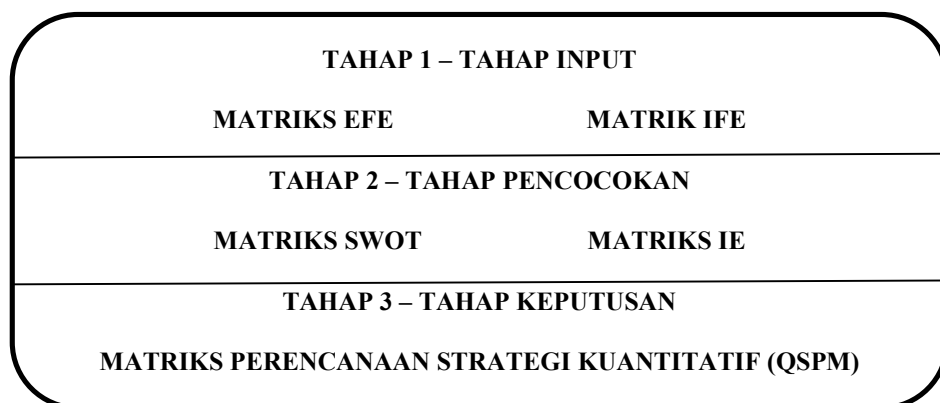 TAHAP 1 – TAHAP INPUT
MATRIKS EFE MATRIK IFE
TAHAP 2 – TAHAP PENCOCOKAN
MATRIKS SWOT MATRIKS IE
TAHAP 3 – TAHAP KEPUTUSAN
MATRIKS PERENCANAAN STRATEGI KUANTITATIF (QSPM)